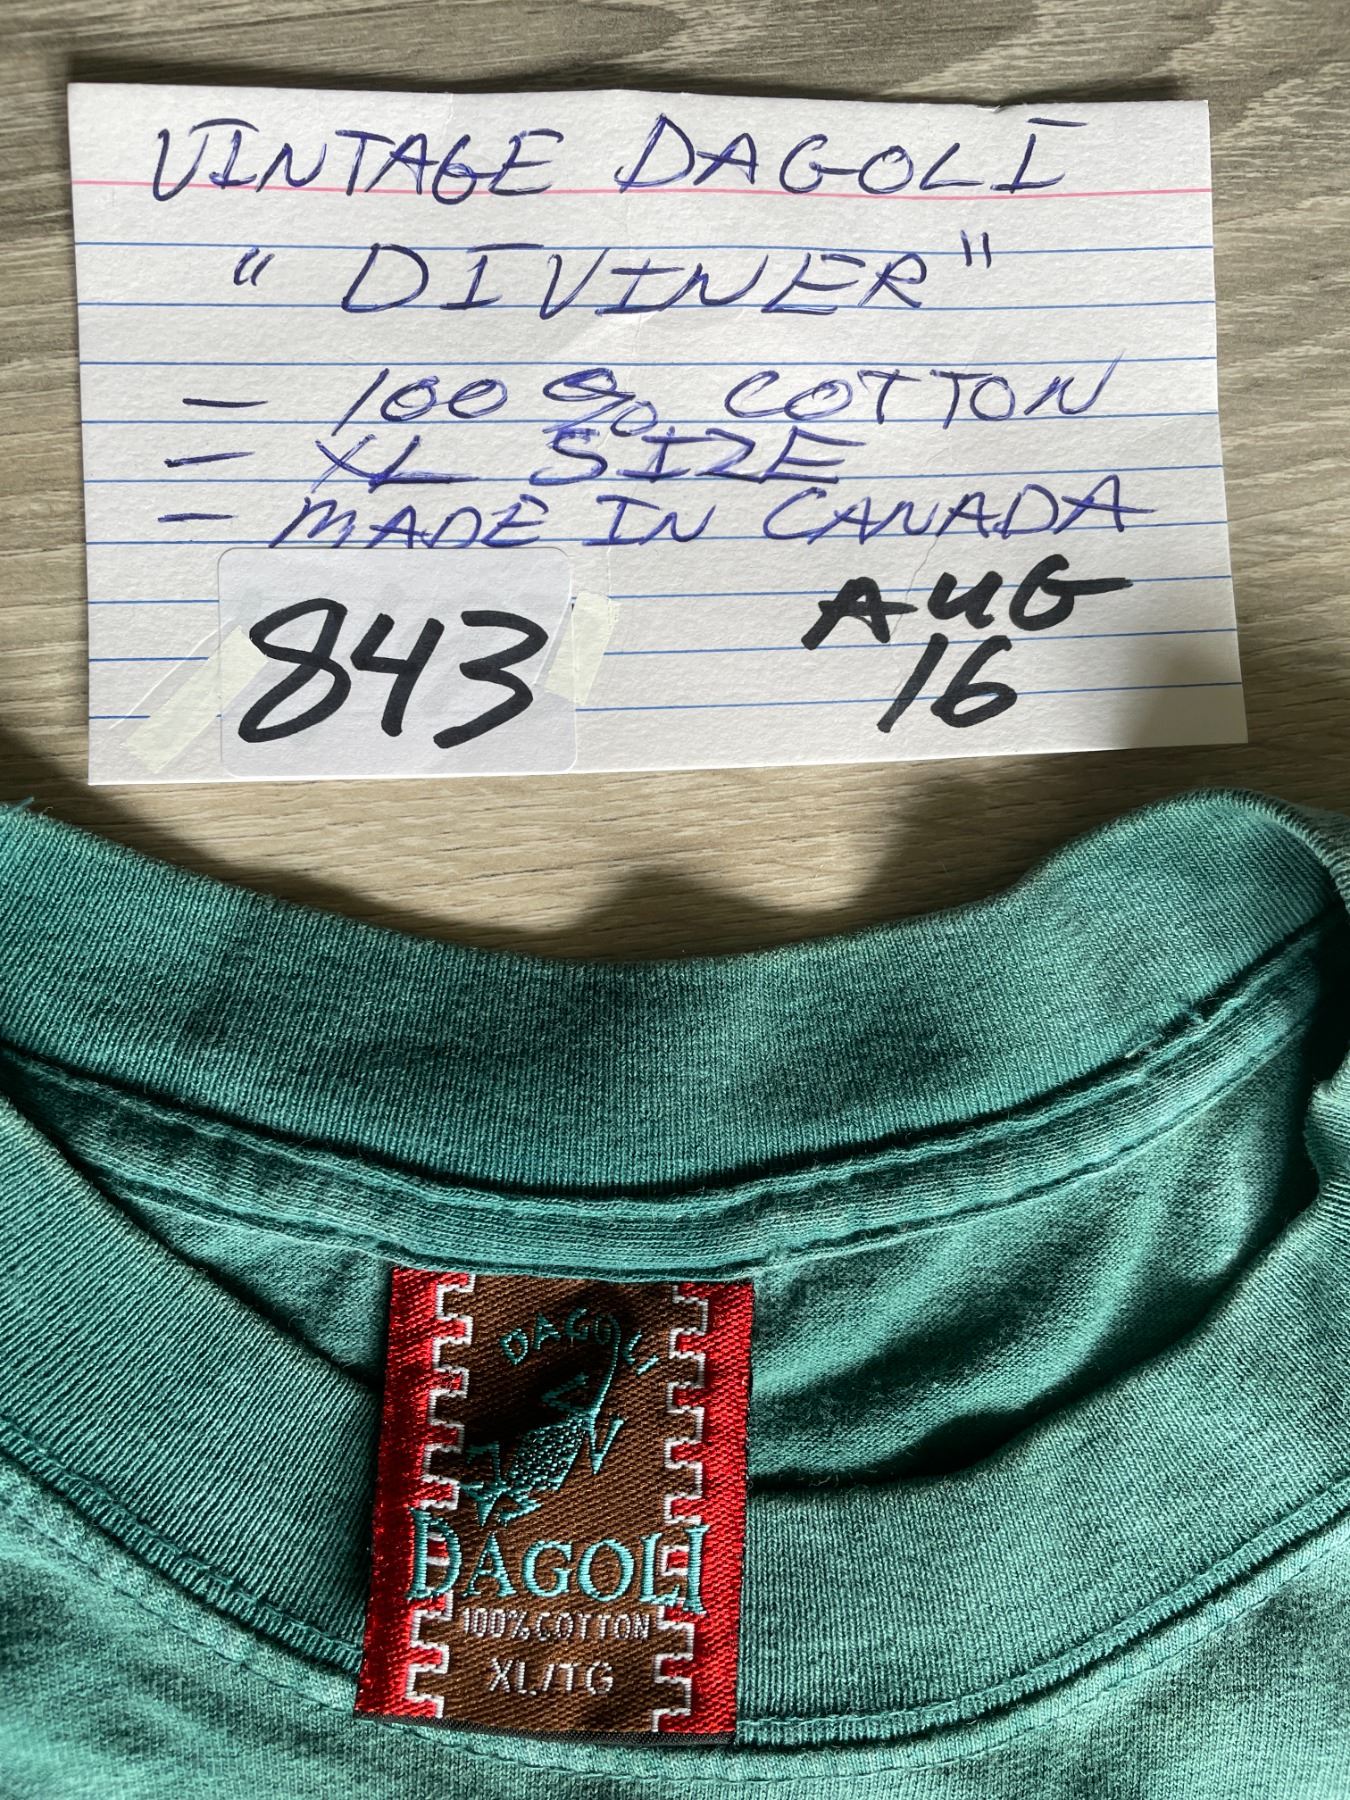 VINTAGE DAGOLI
"DIVINER"
- 100% COTTON
- XL SIZE
- MADE IN CANADA
843
AUG
16
DAGOLI
DAGOLI
100% COTTON
XL/TG